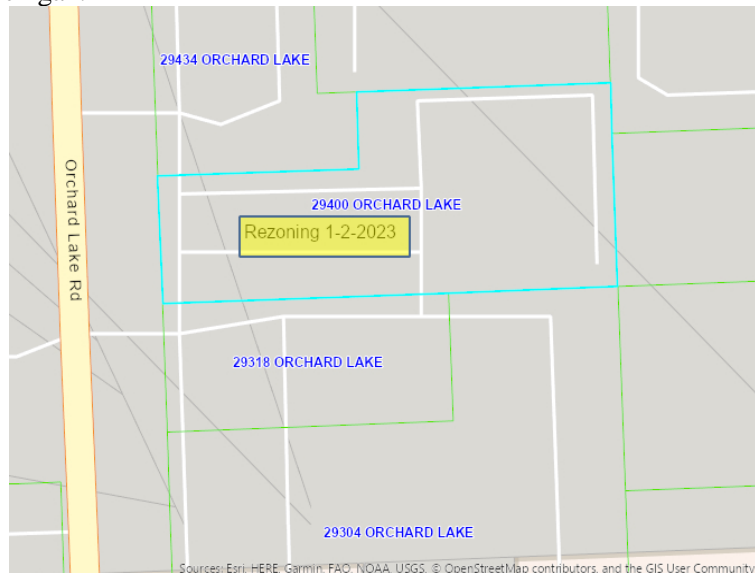 29434 ORCHARD LAKE
Orchard Lake Rd
29400 ORCHARD LAKE
Rezoning 1-2-2023
29318 ORCHARD LAKE
29304 ORCHARD LAKE
Sources: Esri, HERE, Garmin, FAO, NOAA, USGS, © OpenStreetMap contributors, and the GIS User Community